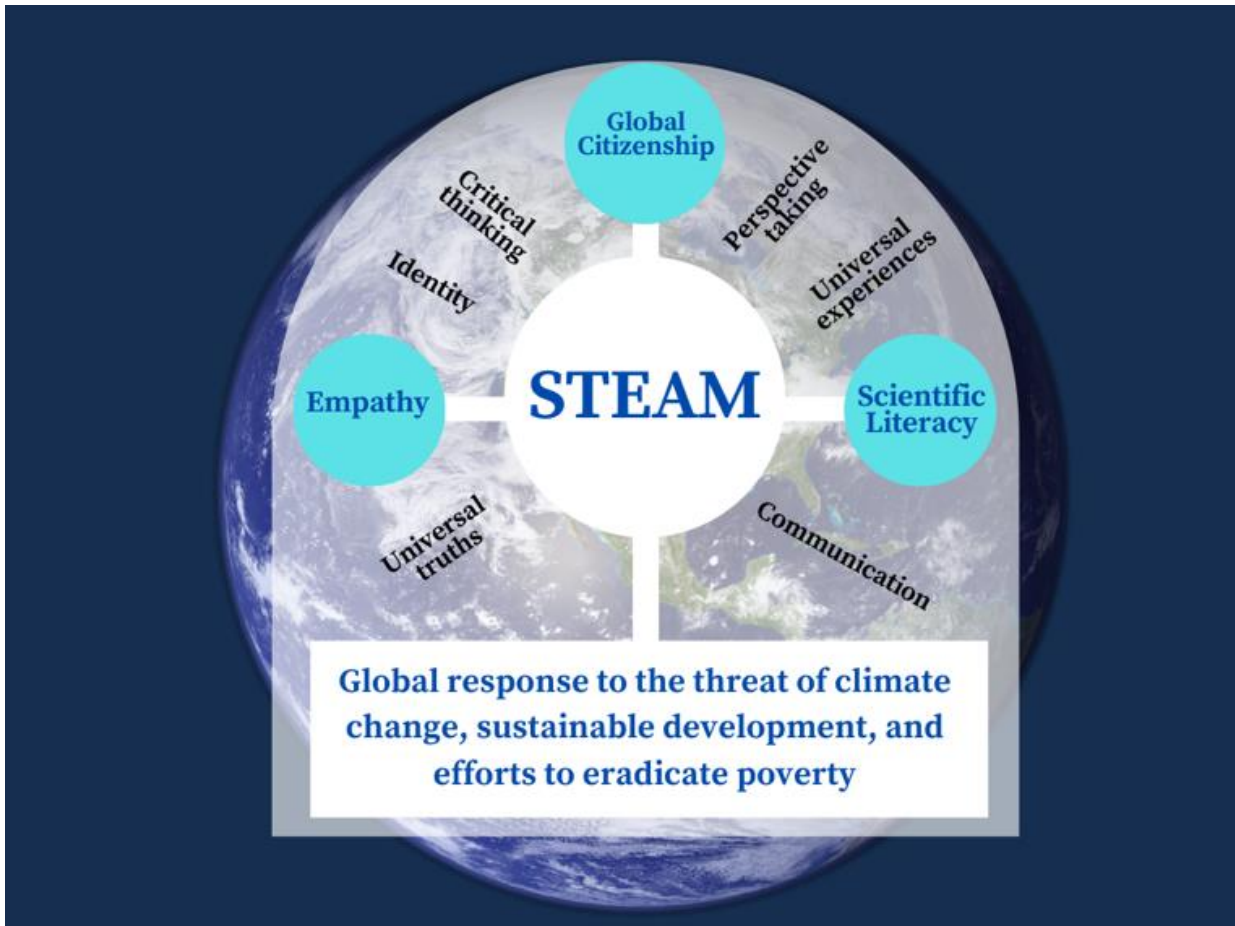 Global
Citizenship
Critical
thinking
Perspective
taking
Identity
Universal
experiences
Empathy
STEAM
Scientific
Literacy
Universal
truths
Communication
Global response to the threat of climate
change, sustainable development, and
efforts to eradicate poverty